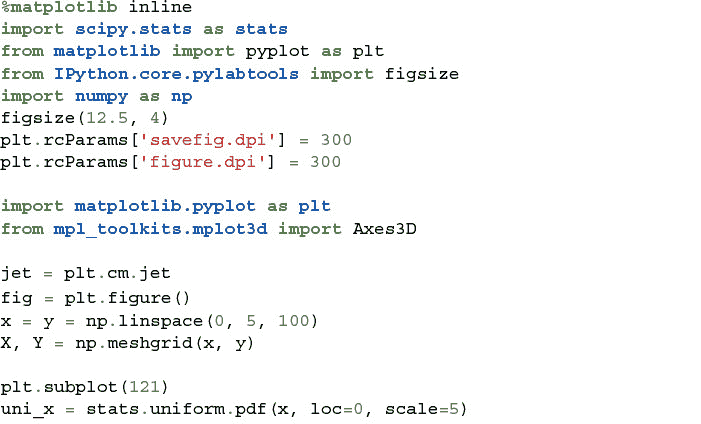 %matplotlib inline
import scipy.stats as stats
from matplotlib import pyplot as plt
from IPython.core.pylabtools import figsize
import numpy as np
figsize(12.5, 4)
plt.rcParams['savefig.dpi'] = 300
plt.rcParams['figure.dpi'] = 300
import matplotlib.pyplot as plt
from mpl_toolkits.mplot3d import Axes3D
jet = plt.cm.jet
fig = plt.figure()
x = y = np.linspace(0, 5, 100)
X, Y = np.meshgrid(x, y)
plt.subplot(121)
uni_x = stats.uniform.pdf(x, loc=0, scale=5)